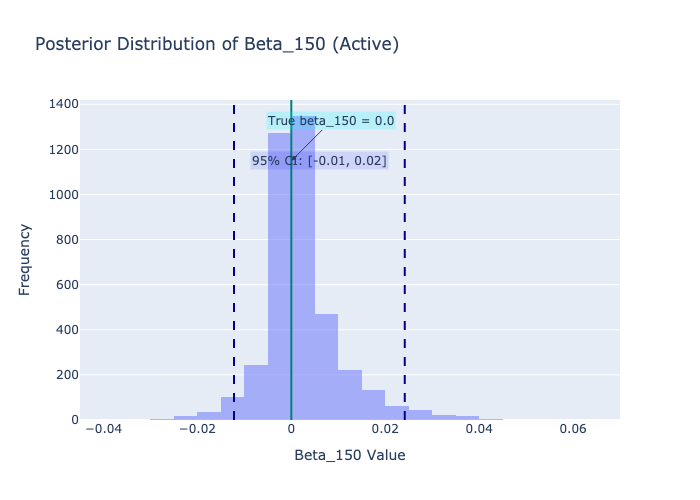 Posterior Distribution of Beta_150 (Active)
1400
True beta_150 = 0.0
1200
95% CI: [-0.01, 0.02]
1000
800
Frequency
600
400
200
0
−0.04
−0.02
0
0.02
0.04
0.06
Beta_150 Value